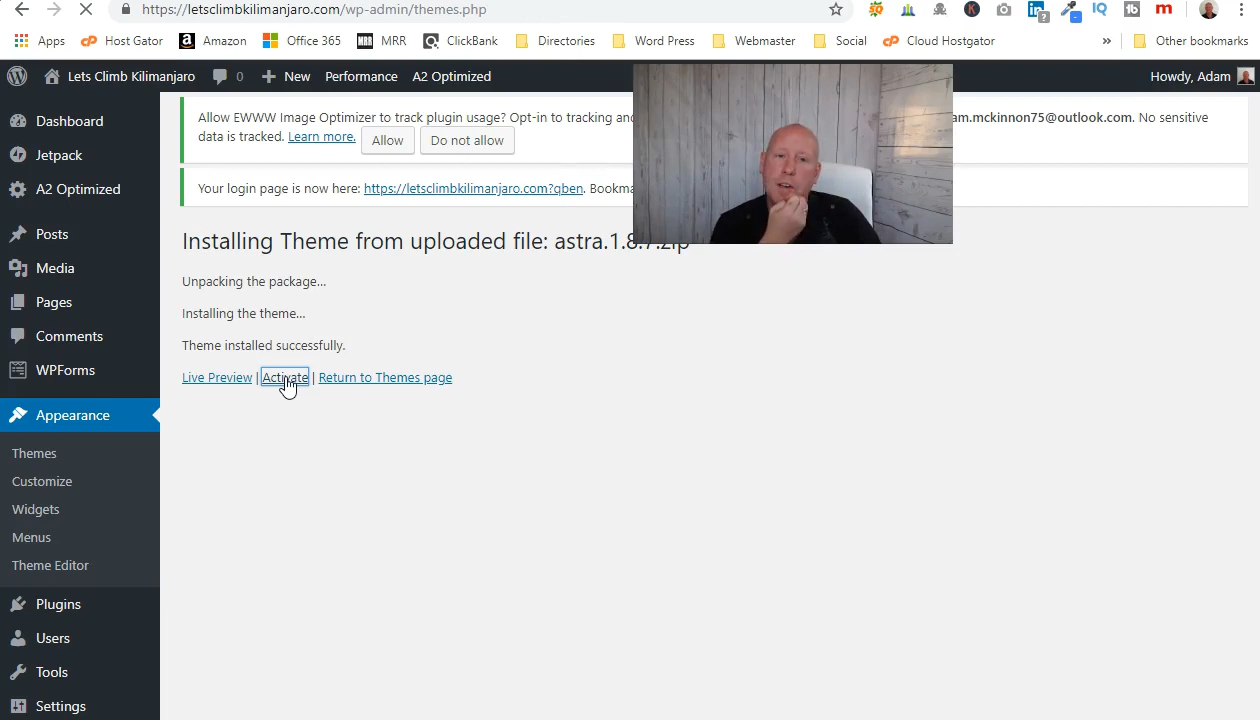 https://letsclimbkilimanjaro.com/wp-admin/themes.php
Apps Host Gator Amazon Office 365 MRR ClickBank Directories Word Press Webmaster Social Cloud Hostgator » Other bookmarks
Lets Climb Kilimanjaro 0 New Performance A2 Optimized Howdy, Adam
Dashboard
Jetpack
A2 Optimized
Posts
Media
Pages
Comments
WPForms
Appearance
Themes
Customize
Widgets
Menus
Theme Editor
Plugins
Users
Tools
Settings
Allow EWWW Image Optimizer to track plugin usage? Opt-in to tracking and am.mckinnon75@outlook.com. No sensitive
data is tracked. Learn more. Allow Do not allow
Your login page is now here: https://letsclimbkilimanjaro.com?qben. Bookma
Installing Theme from uploaded file: astra.1.8.7.zip
Unpacking the package…
Installing the theme…
Theme installed successfully.
Live Preview | Activate | Return to Themes page